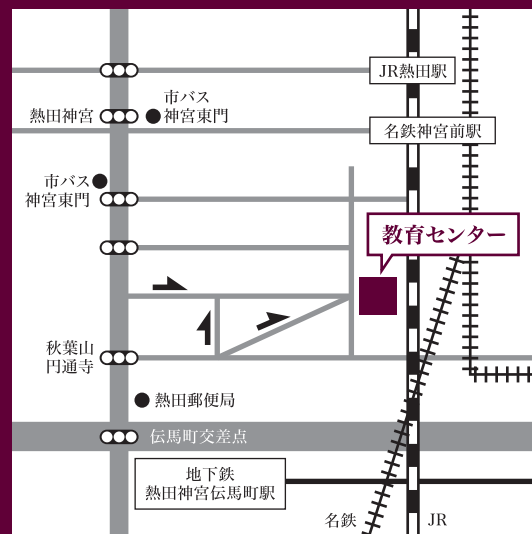 JR熱田駅
市バス
神宮東門
熱田神宮
名鉄神宮前駅
市バス
神宮東門
教育センター
秋葉山
円通寺
熱田郵便局
伝馬町交差点
地下鉄
熱田神宮伝馬町駅
名鉄
JR